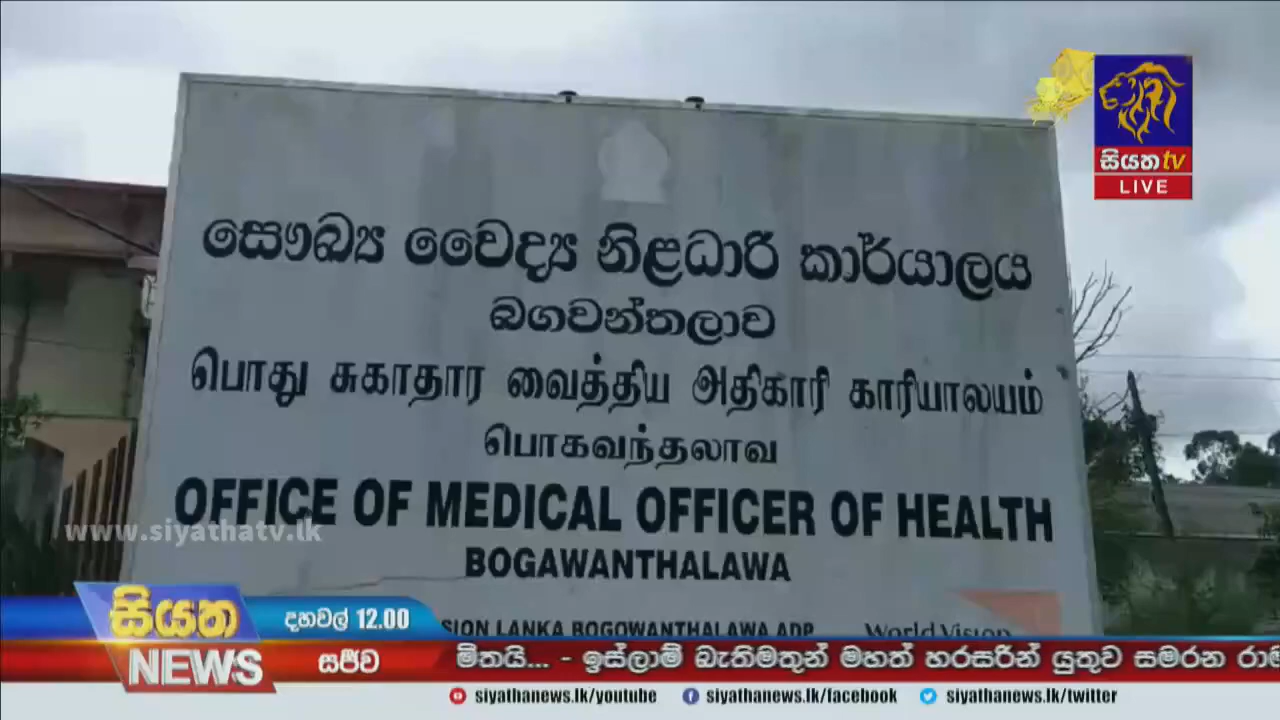 සියත tv
LIVE
සෞඛ්‍ය වෛද්‍ය නිළධාරී කාර්යාලය
බගවන්තලාව
பொது சுகாதார வைத்திய அதிகாரி காரியாலயம்
பொகவந்தலாவ
OFFICE OF MEDICAL OFFICER OF HEALTH
BOGAWANTHALAWA
www.siyathatv.lk
SION LANKA BOGOWANTHALAWA ADP World Vision
සියත
NEWS
දහවල් 12.00
සජීව
මිතයි... - ඉස්ලාම් බැතිමතුන් මහත් හරසරින් යුතුව සමරන
siyathanews.lk/youtube siyathanews.lk/facebook siyathanews.lk/twitter